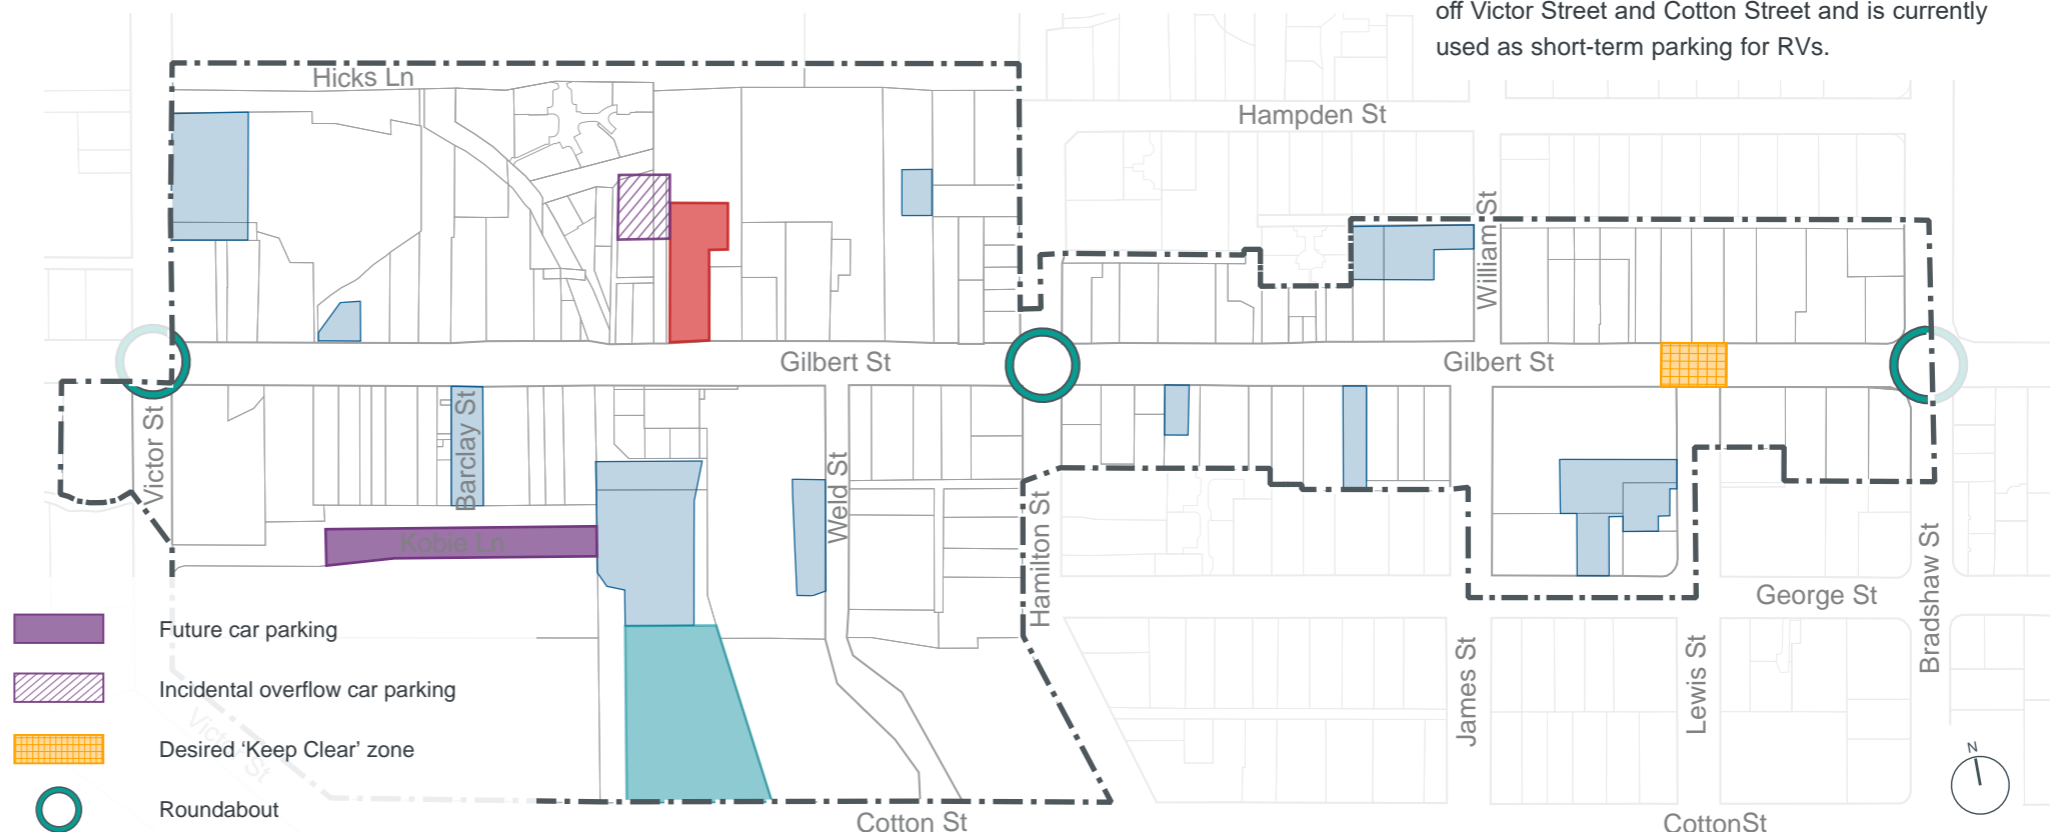 off Victor Street and Cotton Street and is currently
used as short-term parking for RVs.
Hicks Ln
Hampden St
William St
Gilbert St
Gilbert St
Victor St
Barclay St
Weld St
Kobie Ln
Hamilton St
George St
Bradshaw St
James St
Lewis St
Victor St
Cotton St
CottonSt
N
Future car parking
Incidental overflow car parking
Desired ‘Keep Clear’ zone
Roundabout